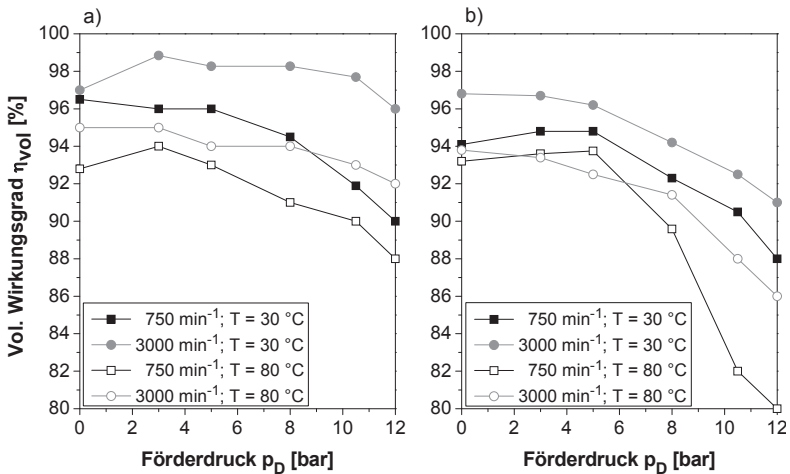 a)
b)
Vol. Wirkungsgrad ηvol [%]
100
98
96
94
92
90
88
86
84
82
80
750 min-1; T = 30 °C
3000 min-1; T = 30 °C
750 min-1; T = 80 °C
3000 min-1; T = 80 °C
0 2 4 6 8 10 12
Förderdruck pD [bar]
100
98
96
94
92
90
88
86
84
82
80
750 min-1; T = 30 °C
3000 min-1; T = 30 °C
750 min-1; T = 80 °C
3000 min-1; T = 80 °C
0 2 4 6 8 10 12
Förderdruck pD [bar]